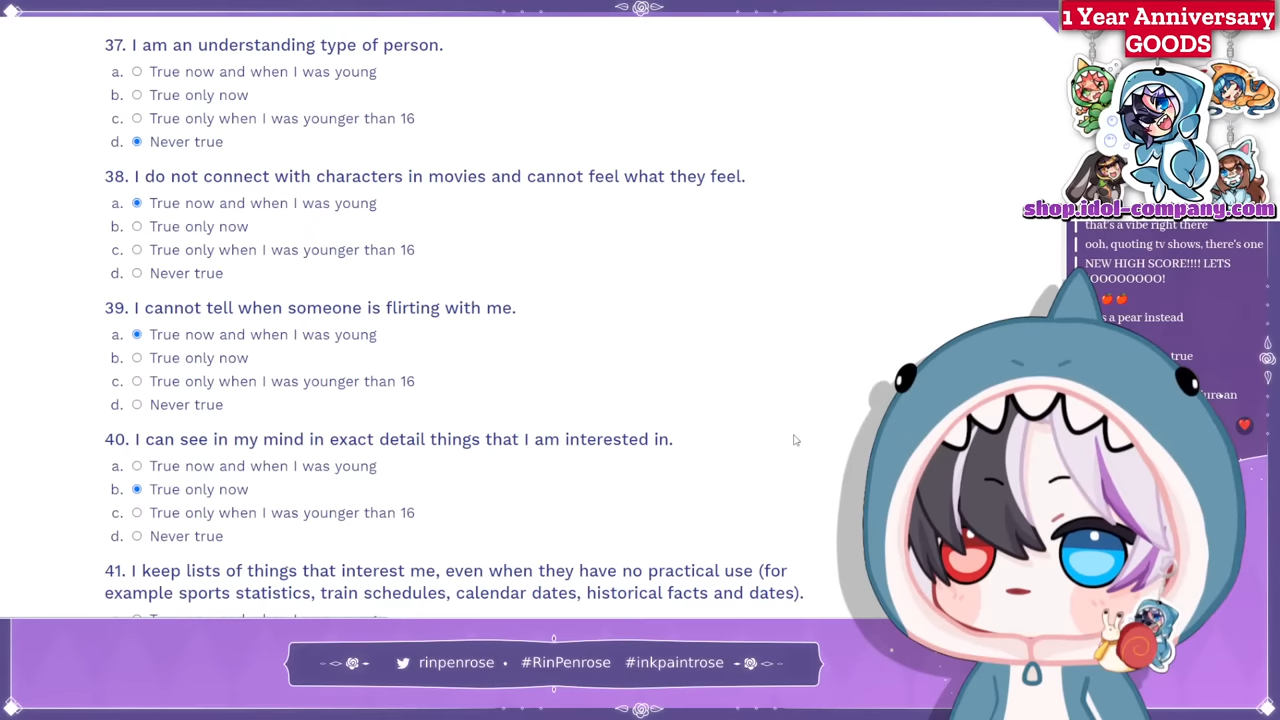 37. I am an understanding type of person.
a. True now and when I was young
b. True only now
c. True only when I was younger than 16
d. Never true
38. I do not connect with characters in movies and cannot feel what they feel.
a. True now and when I was young
b. True only now
c. True only when I was younger than 16
d. Never true
39. I cannot tell when someone is flirting with me.
a. True now and when I was young
b. True only now
c. True only when I was younger than 16
d. Never true
40. I can see in my mind in exact detail things that I am interested in.
a. True now and when I was young
b. True only now
c. True only when I was younger than 16
d. Never true
41. I keep lists of things that interest me, even when they have no practical use (for
example sports statistics, train schedules, calendar dates, historical facts and dates).
1 Year Anniversary
GOODS
shop.idol-company.com
that's a vibe right there
ooh, quoting tv shows, there's one
NEW HIGH SCORE!!!! LETS
a pear instead
rinpenrose • #RinPenrose #inkpaintrose